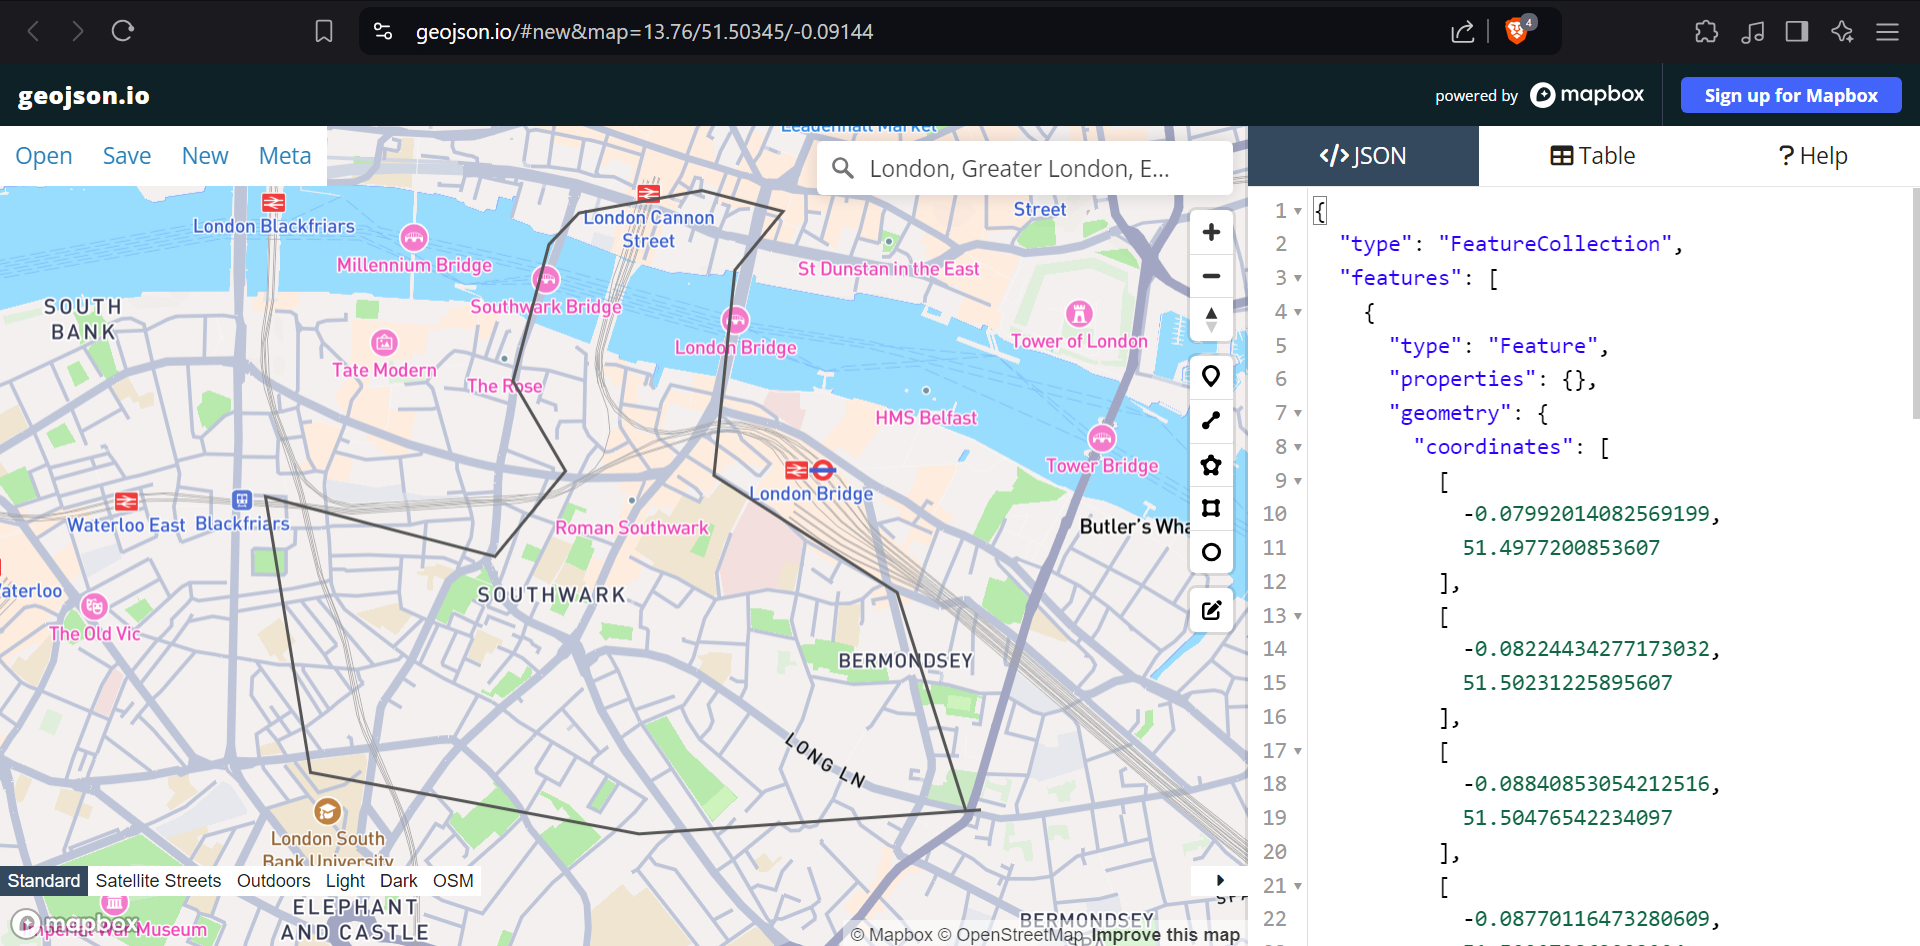 geojson.io/#new&map=13.76/51.50345/-0.09144
4
geojson.io
powered by mapbox
Sign up for Mapbox
Open Save New Meta
Leadenhall Market
London, Greater London, E...
</> JSON
Table
? Help
London Blackfriars
Millennium Bridge
London Cannon
Street
Southwark Bridge
Street
St Dunstan in the East
SOUTH
BANK
Tate Modern
The Rose
London Bridge
Tower of London
HMS Belfast
Tower Bridge
London Bridge
Waterloo East
Blackfriars
Roman Southwark
Butler's Wha
aterloo
The Old Vic
SOUTHWARK
BERMONDSEY
LONG LN
London South
Bank University
Standard Satellite Streets Outdoors Light Dark OSM
ELEPHANT
AND CASTLE
mapbox
Imperial War Museum
BERMONDSEY
SPA
SPA
© Mapbox © OpenStreetMap Improve this map
1 {
2 "type": "FeatureCollection",
3 "features": [
4 {
5 "type": "Feature",
6 "properties": {},
7 "geometry": {
8 "coordinates": [
9 [
10 -0.07992014082569199,
11 51.4977200853607
12 ],
13 [
14 -0.08224434277173032,
15 51.50231225895607
16 ],
17 [
18 -0.08840853054212516,
19 51.50476542234097
20 ],
21 [
22 -0.08770116473280609,